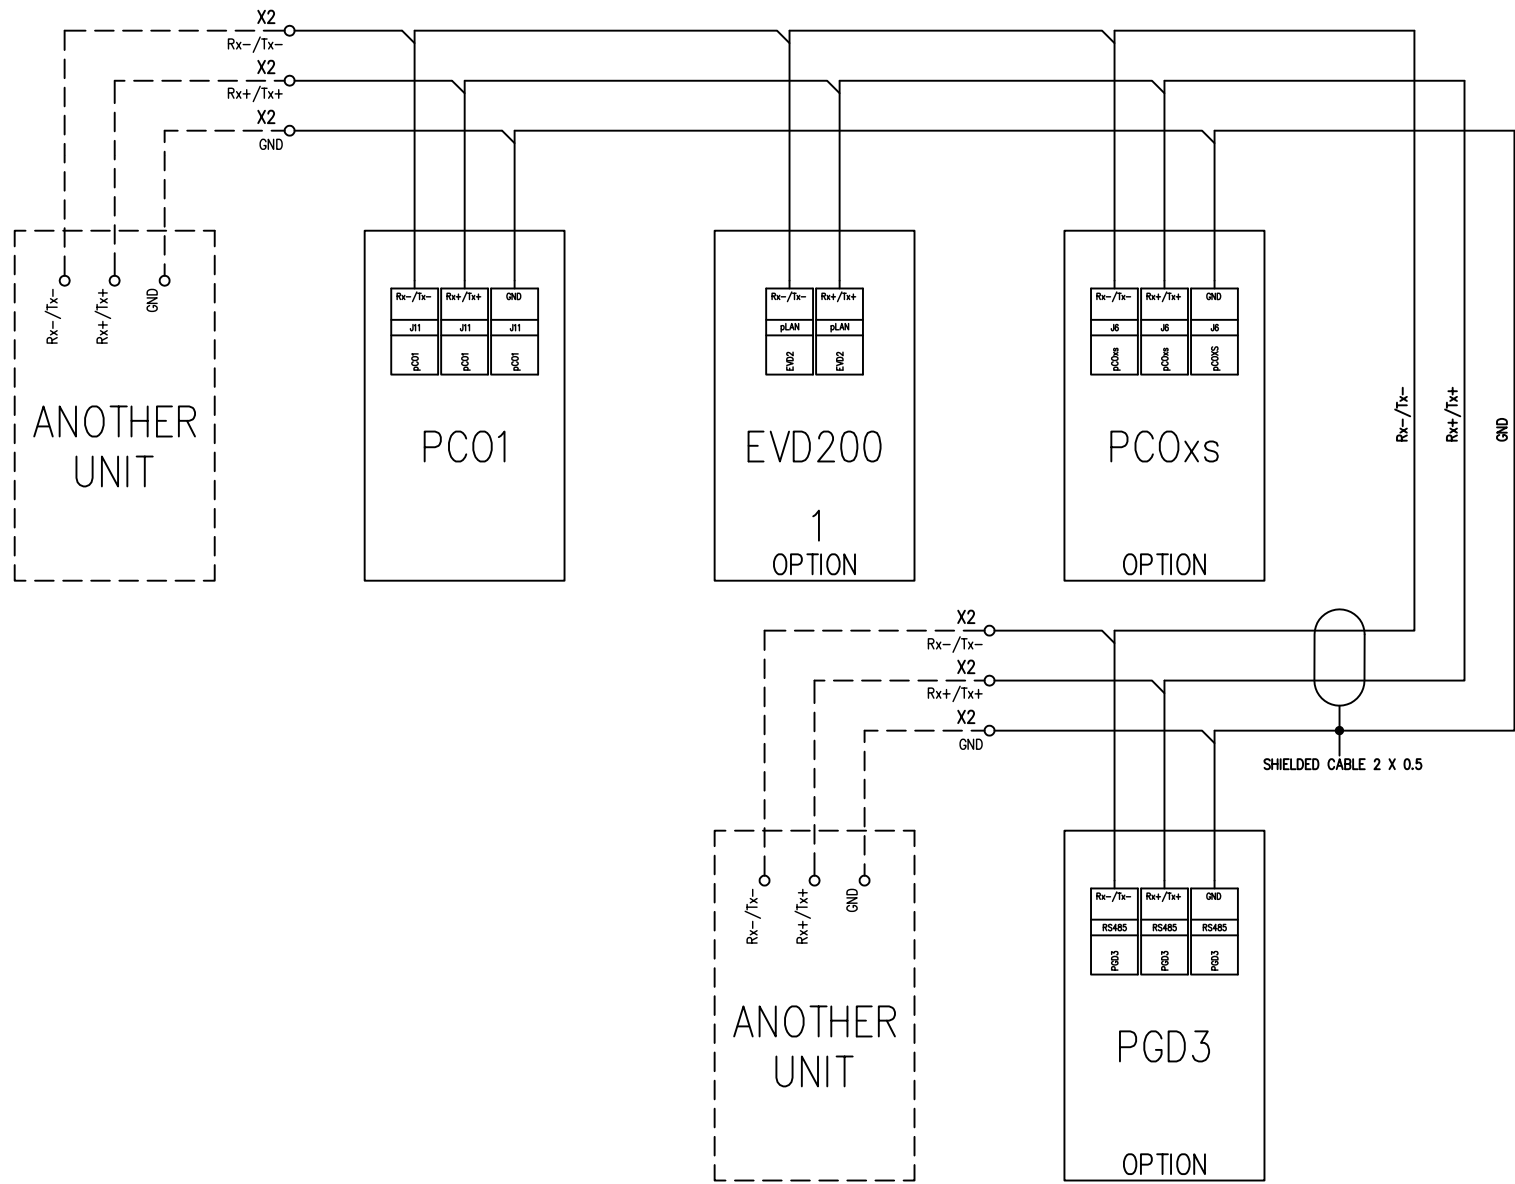 X2
Rx-/Tx-
X2
Rx+/Tx+
X2
GND
Rx-/Tx-
Rx+/Tx+
GND
ANOTHER
UNIT
Rx-/Tx- Rx+/Tx+ GND
J11 J11 J11
pCO1 pCO1 pCO1
PCO1
Rx-/Tx- Rx+/Tx+
pLAN pLAN
EVD2 EVD2
EVD200
1
OPTION
Rx-/Tx- Rx+/Tx+ GND
J6 J6 J6
pCOxs pCOxs pCOXS
PCOxs
OPTION
Rx-/Tx-
Rx+/Tx+
GND
X2
Rx-/Tx-
X2
Rx+/Tx+
X2
GND
SHIELDED CABLE 2 X 0.5
Rx-/Tx-
Rx+/Tx+
GND
ANOTHER
UNIT
Rx-/Tx- Rx+/Tx+ GND
RS485 RS485 RS485
PGD3 PGD3 PGD3
PGD3
OPTION